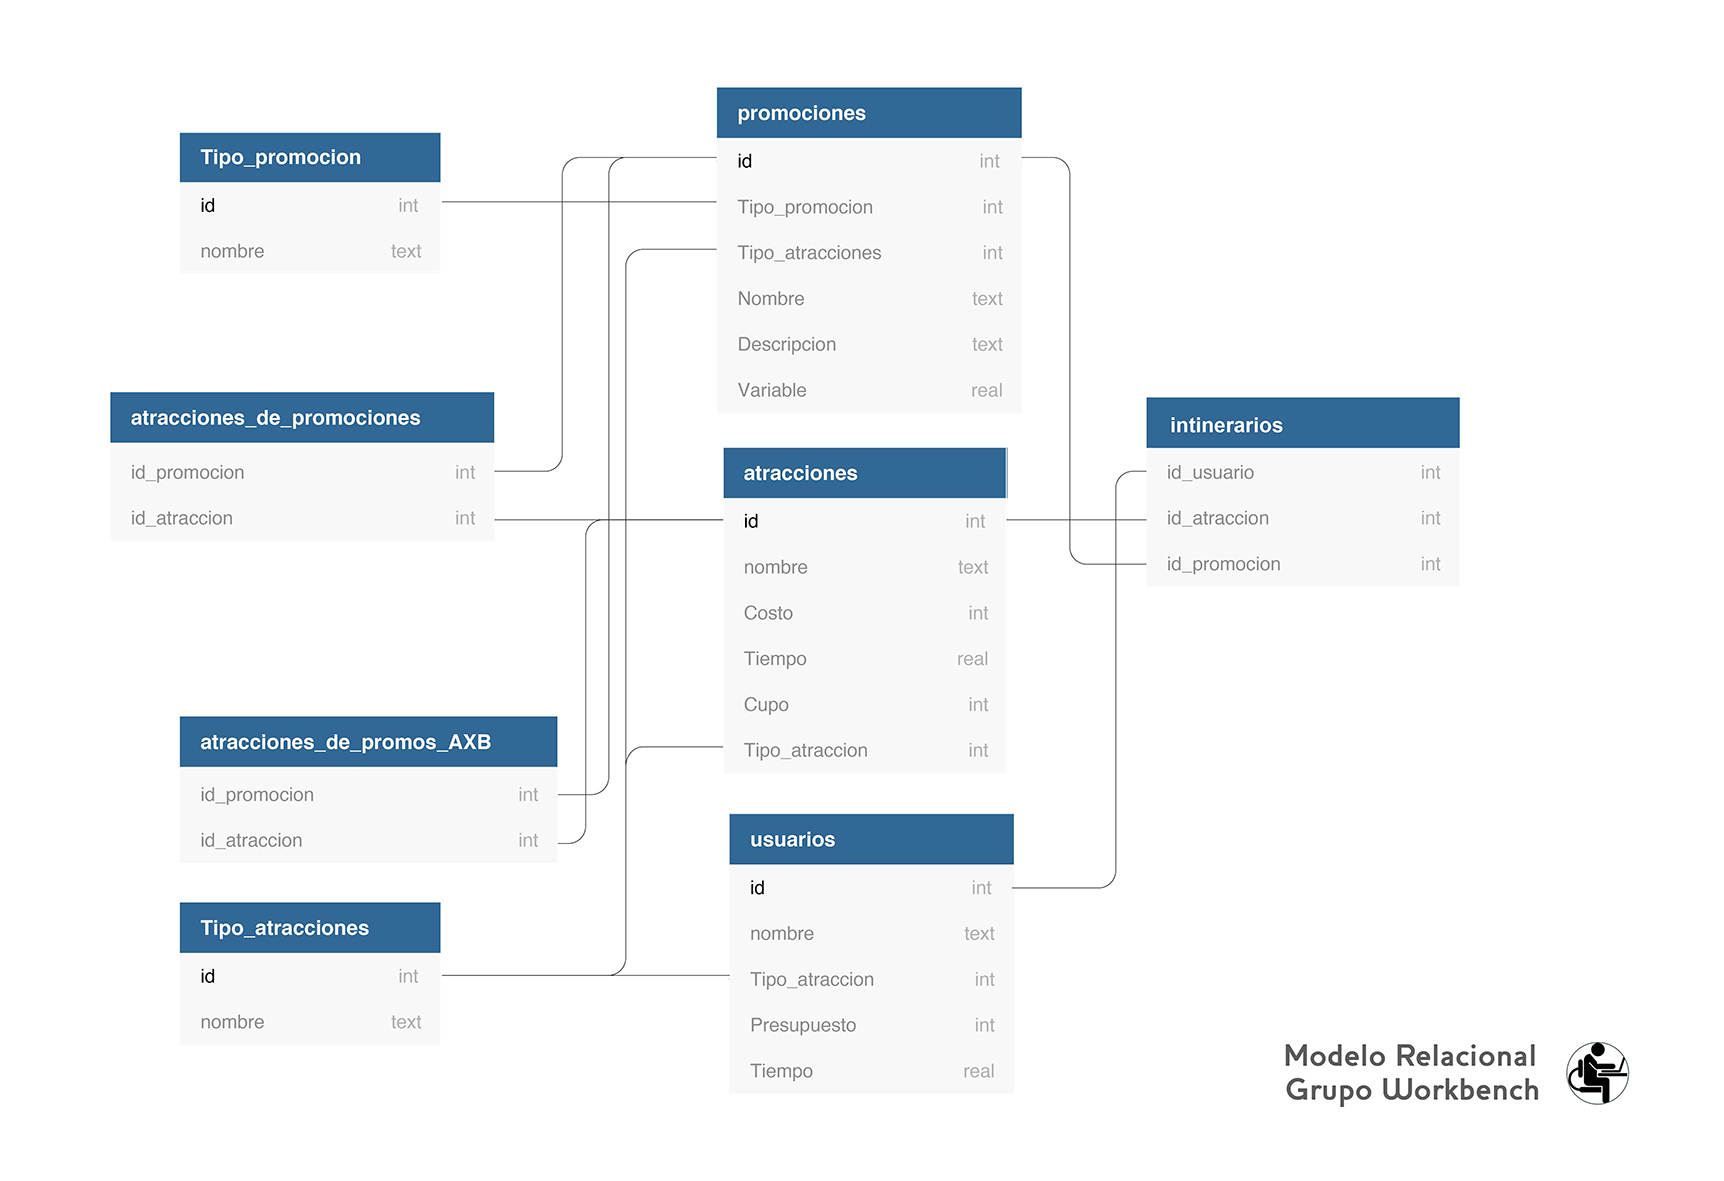 Tipo_promocion
id int
nombre text
atracciones_de_promociones
id_promocion int
id_atraccion int
atracciones_de_promos_AXB
id_promocion int
id_atraccion int
Tipo_atracciones
id int
nombre text
promociones
id int
Tipo_promocion int
Tipo_atracciones int
Nombre text
Descripcion text
Variable real
atracciones
id int
nombre text
Costo int
Tiempo real
Cupo int
Tipo_atraccion int
usuarios
id int
nombre text
Tipo_atraccion int
Presupuesto int
Tiempo real
intinerarios
id_usuario int
id_atraccion int
id_promocion int
Modelo Relacional
Grupo Workbench